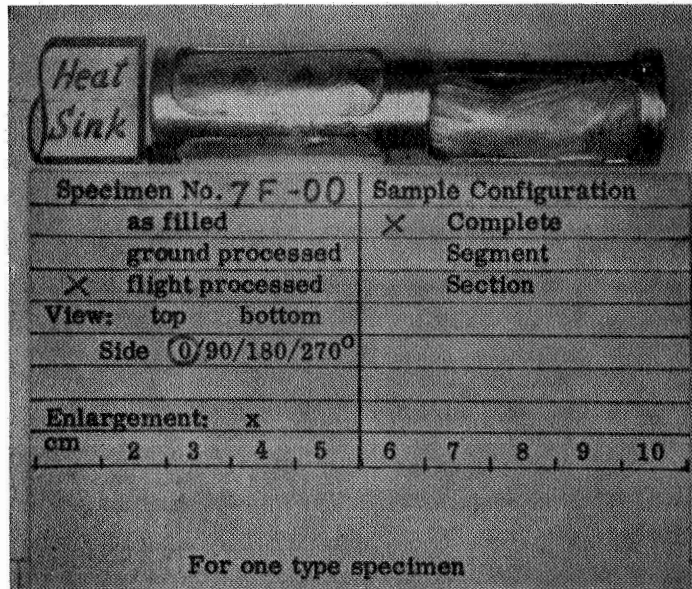 Heat
Sink
Specimen No. 7F-00 Sample Configuration
as filled X Complete
ground processed Segment
X flight processed Section
View: top bottom
Side 0/90/180/270°
Enlargement: x
cm 2 3 4 5 6 7 8 9 10
For one type specimen